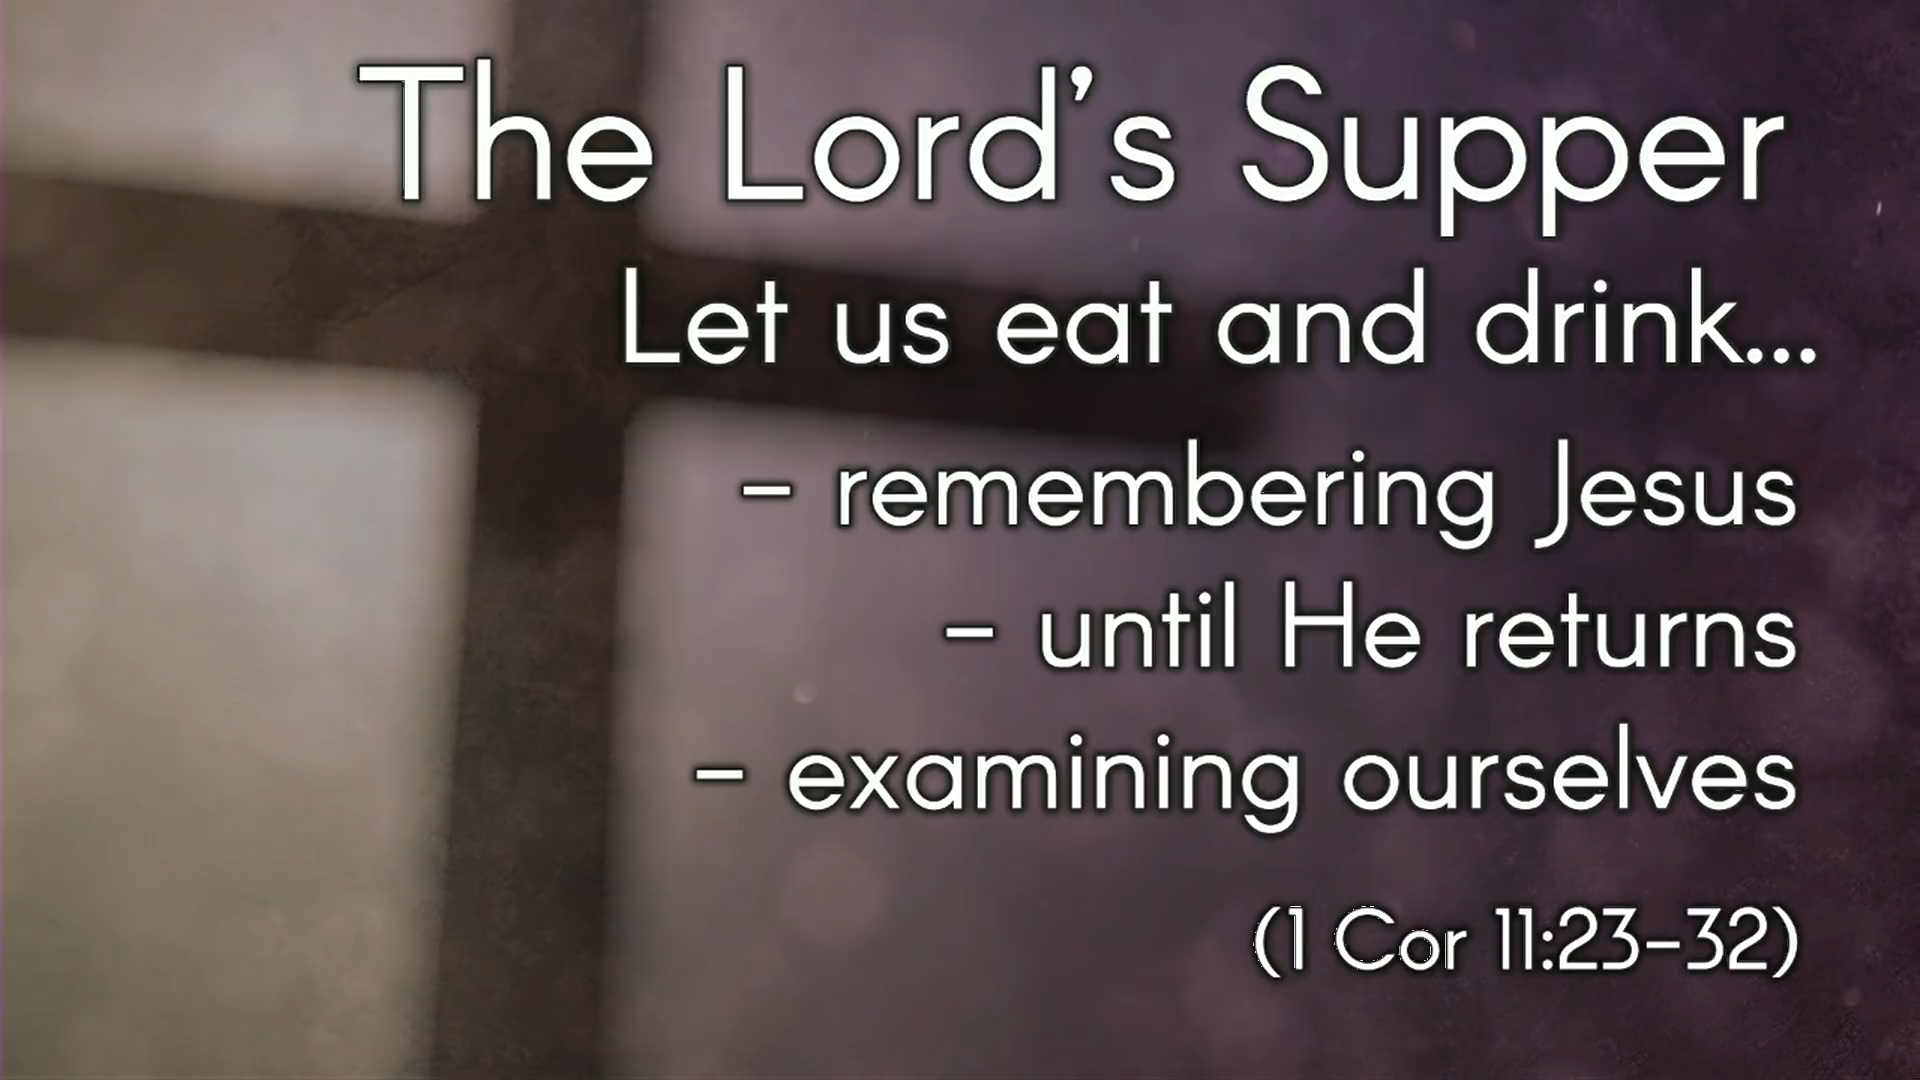 The Lord’s Supper
Let us eat and drink...
– remembering Jesus
– until He returns
– examining ourselves
(1 Cor 11:23–32)